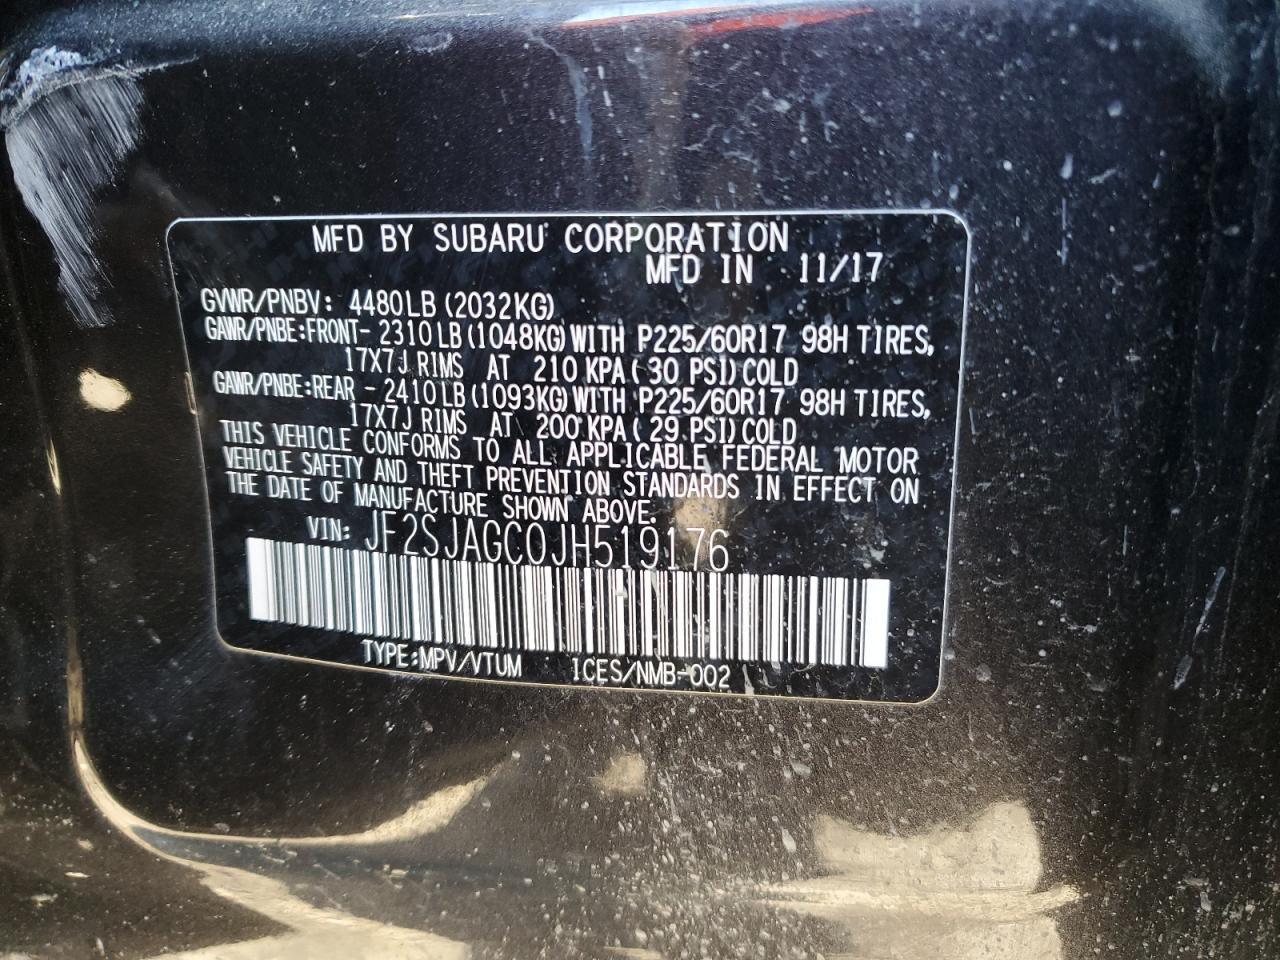 MFD BY SUBARU CORPORATION
MFD IN 11/17
GVWR/PNBV: 4480LB (2032KG)
GAWR/PNBE:FRONT- 2310LB (1048KG) WITH P225/60R17 98H TIRES,
17X7J RIMS AT 210 KPA ( 30 PSI) COLD
GAWR/PNBE:REAR - 2410LB (1093KG) WITH P225/60R17 98H TIRES,
17X7J RIMS AT 200 KPA ( 29 PSI) COLD
THIS VEHICLE CONFORMS TO ALL APPLICABLE FEDERAL MOTOR
VEHICLE SAFETY AND THEFT PREVENTION STANDARDS IN EFFECT ON
THE DATE OF MANUFACTURE SHOWN ABOVE.
VIN: JF2SJAGC0JH519176
TYPE:MPV/VTUM ICES/NMB-002